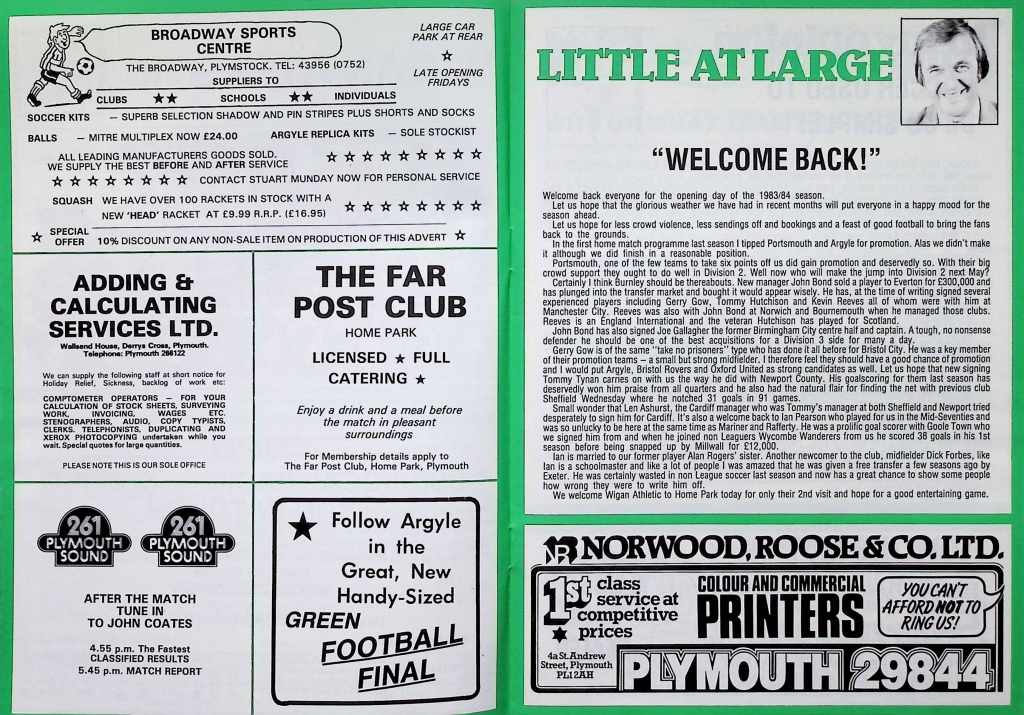 BROADWAY SPORTS
CENTRE
THE BROADWAY, PLYMSTOCK. TEL: 43956 (0752)
SUPPLIERS TO
CLUBS ★★ SCHOOLS ★★ INDIVIDUALS
LARGE CAR
PARK AT REAR
☆
LATE OPENING
FRIDAYS
SOCCER KITS – SUPERB SELECTION SHADOW AND PIN STRIPES PLUS SHORTS AND SOCKS
BALLS – MITRE MULTIPLEX NOW £24.00 ARGYLE REPLICA KITS – SOLE STOCKIST
ALL LEADING MANUFACTURERS GOODS SOLD.
WE SUPPLY THE BEST BEFORE AND AFTER SERVICE ☆ ☆ ☆ ☆ ☆ ☆ ☆ ☆ ☆
☆ ☆ ☆ ☆ ☆ ☆ ☆ ☆ CONTACT STUART MUNDAY NOW FOR PERSONAL SERVICE
SQUASH WE HAVE OVER 100 RACKETS IN STOCK WITH A
NEW 'HEAD' RACKET AT £9.99 R.R.P. (£16.95) ☆ ☆ ☆ ☆ ☆ ☆ ☆ ☆
☆ SPECIAL
OFFER 10% DISCOUNT ON ANY NON-SALE ITEM ON PRODUCTION OF THIS ADVERT ☆
ADDING &
CALCULATING
SERVICES LTD.
Wallsend House, Derrys Cross, Plymouth.
Telephone: Plymouth 266122
We can supply the following staff at short notice for
Holiday Relief, Sickness, backlog of work etc:
COMPTOMETER OPERATORS – FOR YOUR
CALCULATION OF STOCK SHEETS, SURVEYING
WORK, INVOICING, WAGES ETC.
STENOGRAPHERS, AUDIO, COPY TYPISTS,
CLERKS, TELEPHONISTS, DUPLICATING AND
XEROX PHOTOCOPYING undertaken while you
wait. Special quotes for large quantities.
PLEASE NOTE THIS IS OUR SOLE OFFICE
THE FAR
POST CLUB
HOME PARK
LICENSED ★ FULL
CATERING ★
Enjoy a drink and a meal before
the match in pleasant
surroundings
For Membership details apply to
The Far Post Club, Home Park, Plymouth
261
PLYMOUTH
SOUND
261
PLYMOUTH
SOUND
AFTER THE MATCH
TUNE IN
TO JOHN COATES
4.55 p.m. The Fastest
CLASSIFIED RESULTS
5.45 p.m. MATCH REPORT
★ Follow Argyle
in the
Great, New
Handy-Sized
GREEN
FOOTBALL
FINAL
LITTLE AT LARGE
“WELCOME BACK!”
Welcome back everyone for the opening day of the 1983/84 season.
Let us hope that the glorious weather we have had in recent months will put everyone in a happy mood for the
season ahead.
Let us hope for less crowd violence, less sendings off and bookings and a feast of good football to bring the fans
back to the grounds.
In the first home match programme last season I tipped Portsmouth and Argyle for promotion. Alas we didn't make
it although we did finish in a reasonable position.
Portsmouth, one of the few teams to take six points off us did gain promotion and deservedly so. With their big
crowd support they ought to do well in Division 2. Well now who will make the jump into Division 2 next May?
Certainly I think Burnley should be thereabouts. New manager John Bond sold a player to Everton for £300,000 and
has plunged into the transfer market and bought it would appear wisely. He has, at the time of writing signed several
experienced players including Gerry Gow, Tommy Hutchison and Kevin Reeves all of whom were with him at
Manchester City. Reeves was also with John Bond at Norwich and Bournemouth when he managed those clubs.
Reeves is an England International and the veteran Hutchison has played for Scotland.
John Bond has also signed Joe Gallagher the former Birmingham City centre half and captain. A tough, no nonsense
defender he should be one of the best acquisitions for a Division 3 side for many a day.
Gerry Gow is of the same “take no prisoners” type who has done it all before for Bristol City. He was a key member
of their promotion teams – a small but strong midfielder. I therefore feel they should have a good chance of promotion
and I would put Argyle, Bristol Rovers and Oxford United as strong candidates as well. Let us hope that new signing
Tommy Tynan carries on with us the way he did with Newport County. His goalscoring for them last season has
deservedly won him praise from all quarters and he also had the natural flair for finding the net with previous club
Sheffield Wednesday where he notched 31 goals in 91 games.
Small wonder that Len Ashurst, the Cardiff manager who was Tommy's manager at both Sheffield and Newport tried
desperately to sign him for Cardiff. It's also a welcome back to Ian Pearson who played for us in the Mid-Seventies and
was so unlucky to be here at the same time as Mariner and Rafferty. He was a prolific goal scorer with Goole Town who
we signed him from and when he joined non Leaguers Wycombe Wanderers from us he scored 38 goals in his 1st
season before being snapped up by Millwall for £12,000.
Ian is married to our former player Alan Rogers' sister. Another newcomer to the club, midfielder Dick Forbes, like
Ian is a schoolmaster and like a lot of people I was amazed that he was given a free transfer a few seasons ago by
Exeter. He was certainly wasted in non League soccer last season and now has a great chance to show some people
how wrong they were to write him off.
We welcome Wigan Athletic to Home Park today for only their 2nd visit and hope for a good entertaining game.
NR NORWOOD, ROOSE & CO. LTD.
1st class
service at
competitive
prices
COLOUR AND COMMERCIAL
PRINTERS
YOU CAN'T
AFFORD NOT TO
RING US!
4a St. Andrew
Street, Plymouth
PL1 2AH
PLYMOUTH 29844